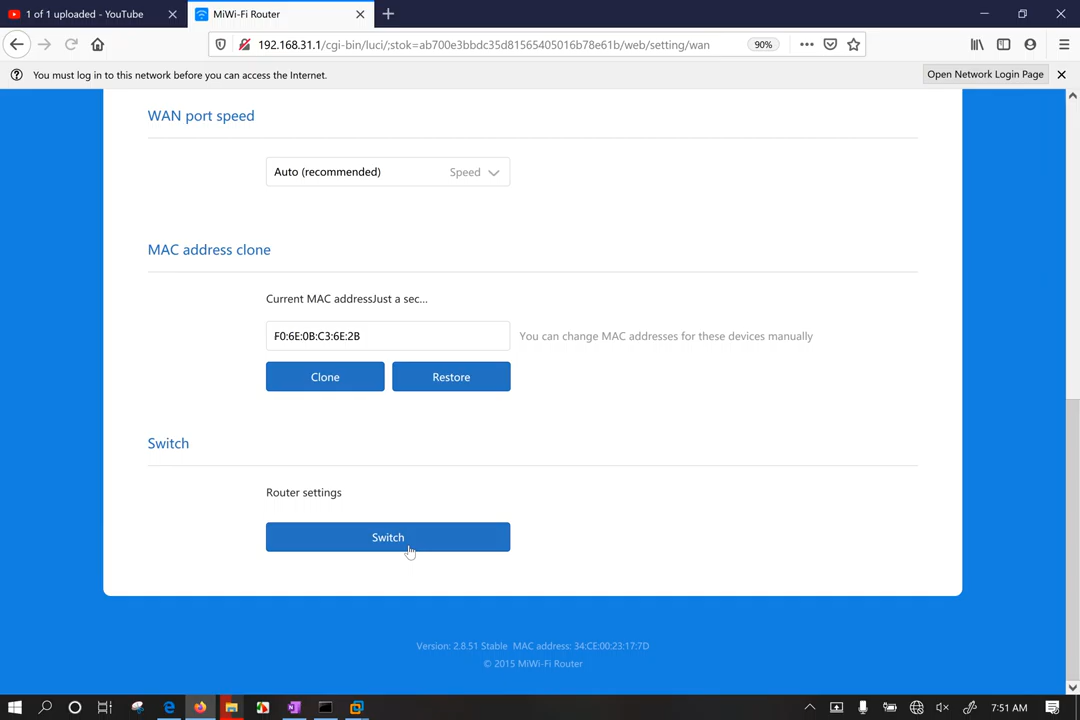 1 of 1 uploaded - YouTube
MiWi-Fi Router
192.168.31.1/cgi-bin/luci/;stok=ab700e3bbdc35d81565405016b78e61b/web/setting/wan
90%
You must log in to this network before you can access the Internet.
Open Network Login Page
WAN port speed
Auto (recommended) Speed
MAC address clone
Current MAC addressJust a sec...
F0:6E:0B:C3:6E:2B
You can change MAC addresses for these devices manually
Clone Restore
Switch
Router settings
Switch
Version: 2.8.51 Stable MAC address: 34:CE:00:23:17:7D
© 2015 MiWi-Fi Router
7:51 AM